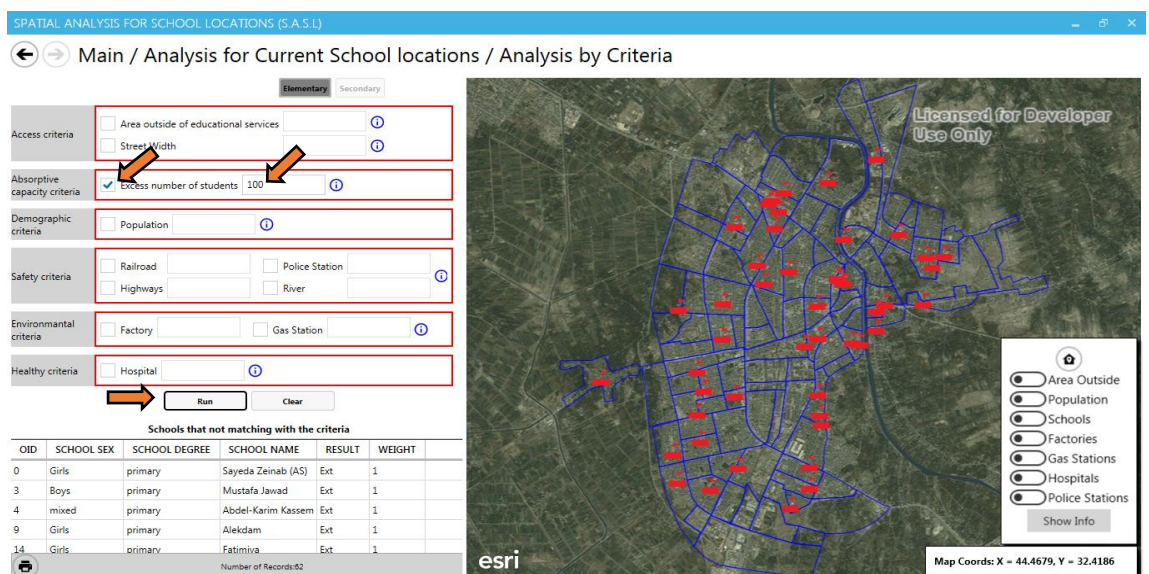 SPATIAL ANALYSIS FOR SCHOOL LOCATIONS (S.A.S.L)
Main / Analysis for Current School locations / Analysis by Criteria
Elementary Secondary
Access criteria
Area outside of educational services
Street Width
Absorptive
capacity criteria
Excess number of students 100
Demographic
criteria
Population
Safety criteria
Railroad Police Station
Highways River
Environmantal
criteria
Factory Gas Station
Healthy criteria
Hospital
Run Clear
Schools that not matching with the criteria
OID SCHOOL SEX SCHOOL DEGREE SCHOOL NAME RESULT WEIGHT
0 Girls primary Sayeda Zeinab (AS) Ext 1
3 Boys primary Mustafa Jawad Ext 1
4 mixed primary Abdel-Karim Kassem Ext 1
9 Girls primary Alekdam Ext 1
14 Girls primary Fatimiya Ext 1
Number of Records:62
Licensed for Developer
Use Only
Area Outside
Population
Schools
Factories
Gas Stations
Hospitals
Police Stations
Show Info
esri
Map Coords: X = 44.4679, Y = 32.4186